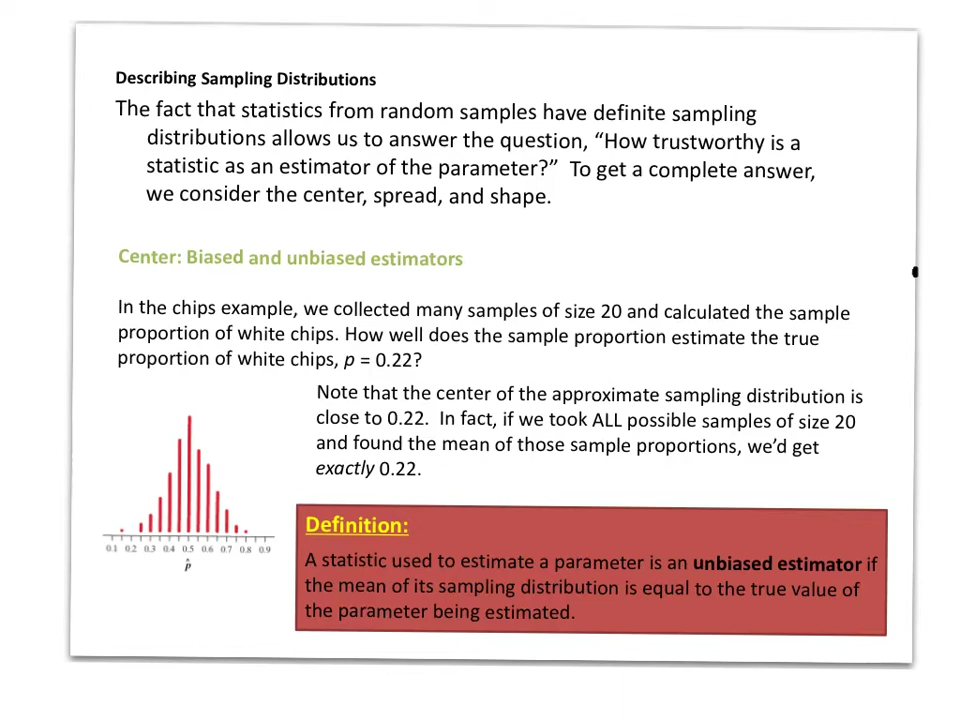 Describing Sampling Distributions
The fact that statistics from random samples have definite sampling
distributions allows us to answer the question, “How trustworthy is a
statistic as an estimator of the parameter?” To get a complete answer,
we consider the center, spread, and shape.
Center: Biased and unbiased estimators
In the chips example, we collected many samples of size 20 and calculated the sample
proportion of white chips. How well does the sample proportion estimate the true
proportion of white chips, p = 0.22?
Note that the center of the approximate sampling distribution is
close to 0.22. In fact, if we took ALL possible samples of size 20
and found the mean of those sample proportions, we’d get
exactly 0.22.
0.1 0.2 0.3 0.4 0.5 0.6 0.7 0.8 0.9
p̂
Definition:
A statistic used to estimate a parameter is an unbiased estimator if
the mean of its sampling distribution is equal to the true value of
the parameter being estimated.